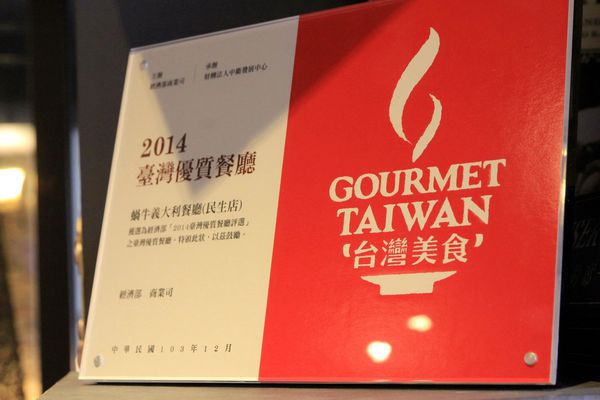 主辦
經濟部商業司
承辦
財團法人中衛發展中心
2014
臺灣優質餐廳
蝸牛義大利餐廳(民生店)
獲選為經濟部「2014臺灣優質餐廳評選」
之臺灣優質餐廳,特頒此狀,以茲鼓勵。
經濟部 商業司
中華民國103年12月
GOURMET
TAIWAN
台灣美食